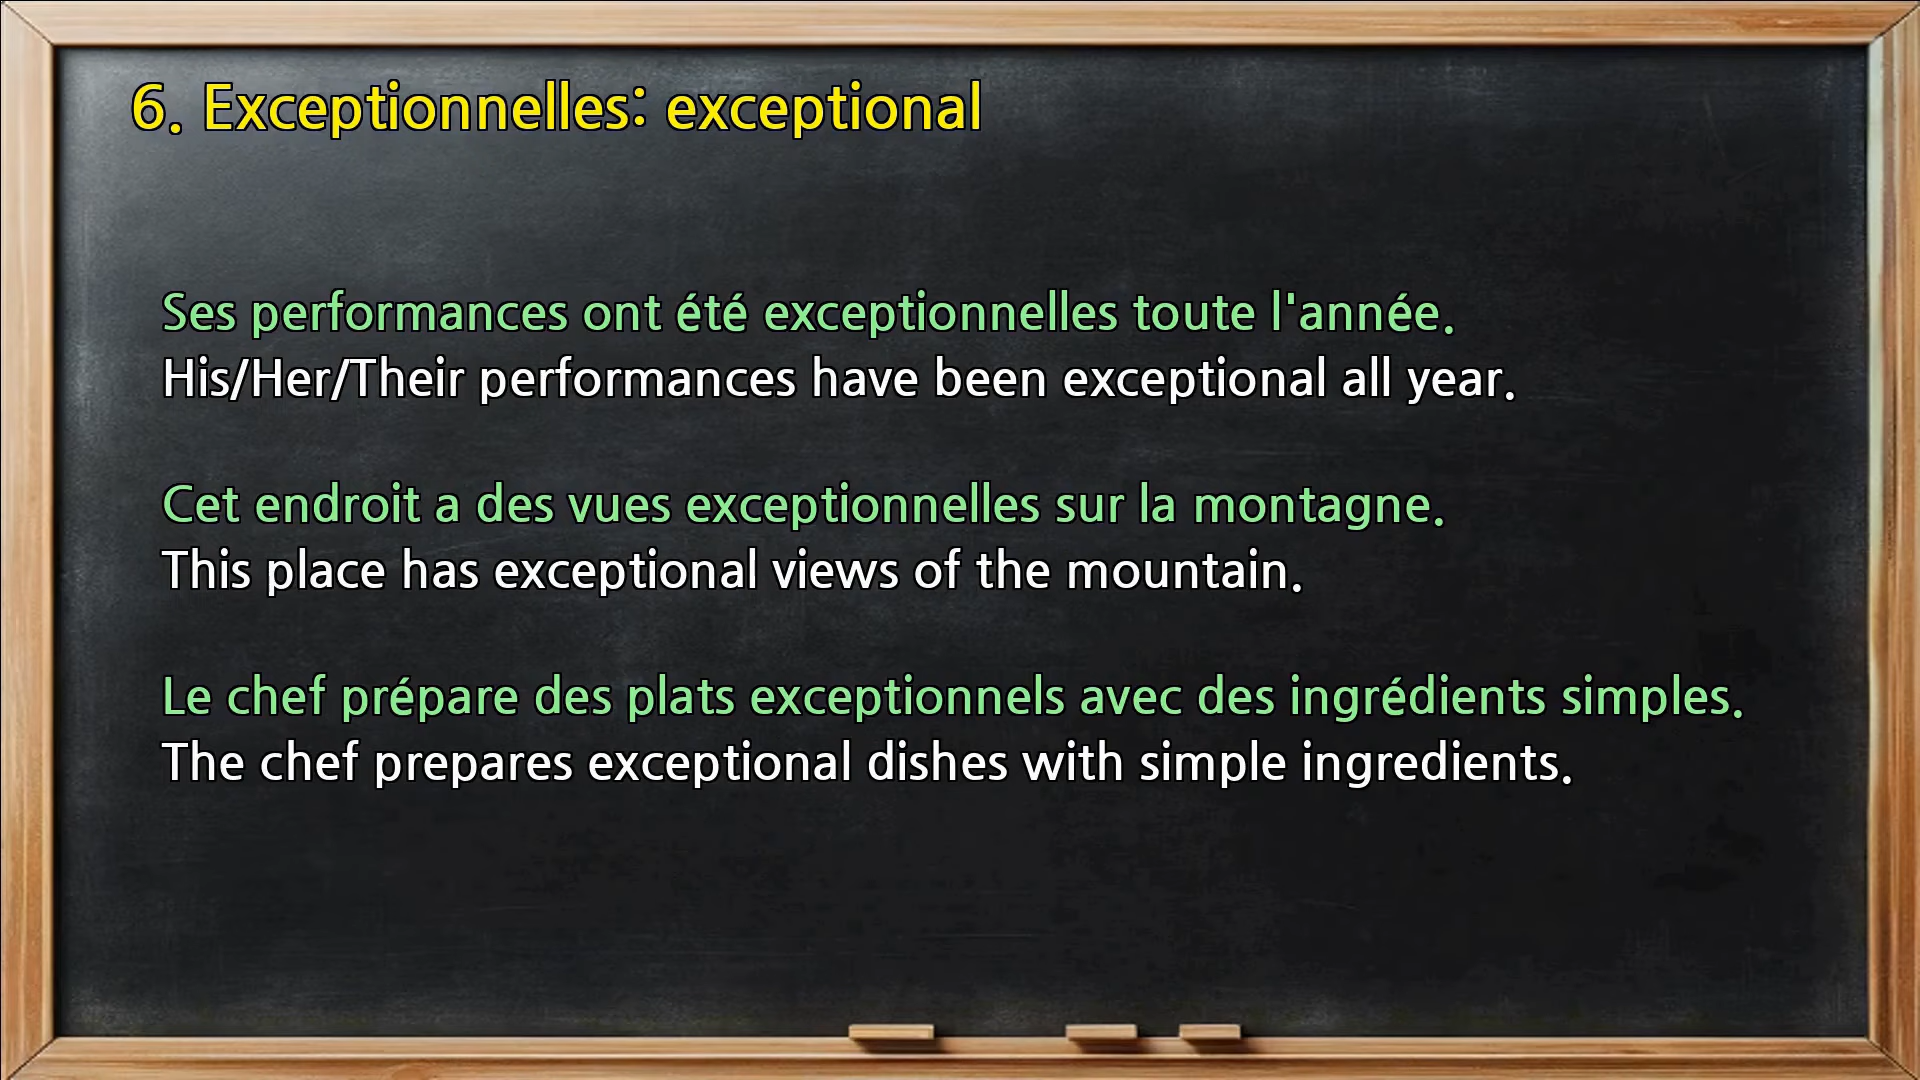 6. Exceptionnelles: exceptional
Ses performances ont été exceptionnelles toute l'année.
His/Her/Their performances have been exceptional all year.
Cet endroit a des vues exceptionnelles sur la montagne.
This place has exceptional views of the mountain.
Le chef prépare des plats exceptionnels avec des ingrédients simples.
The chef prepares exceptional dishes with simple ingredients.